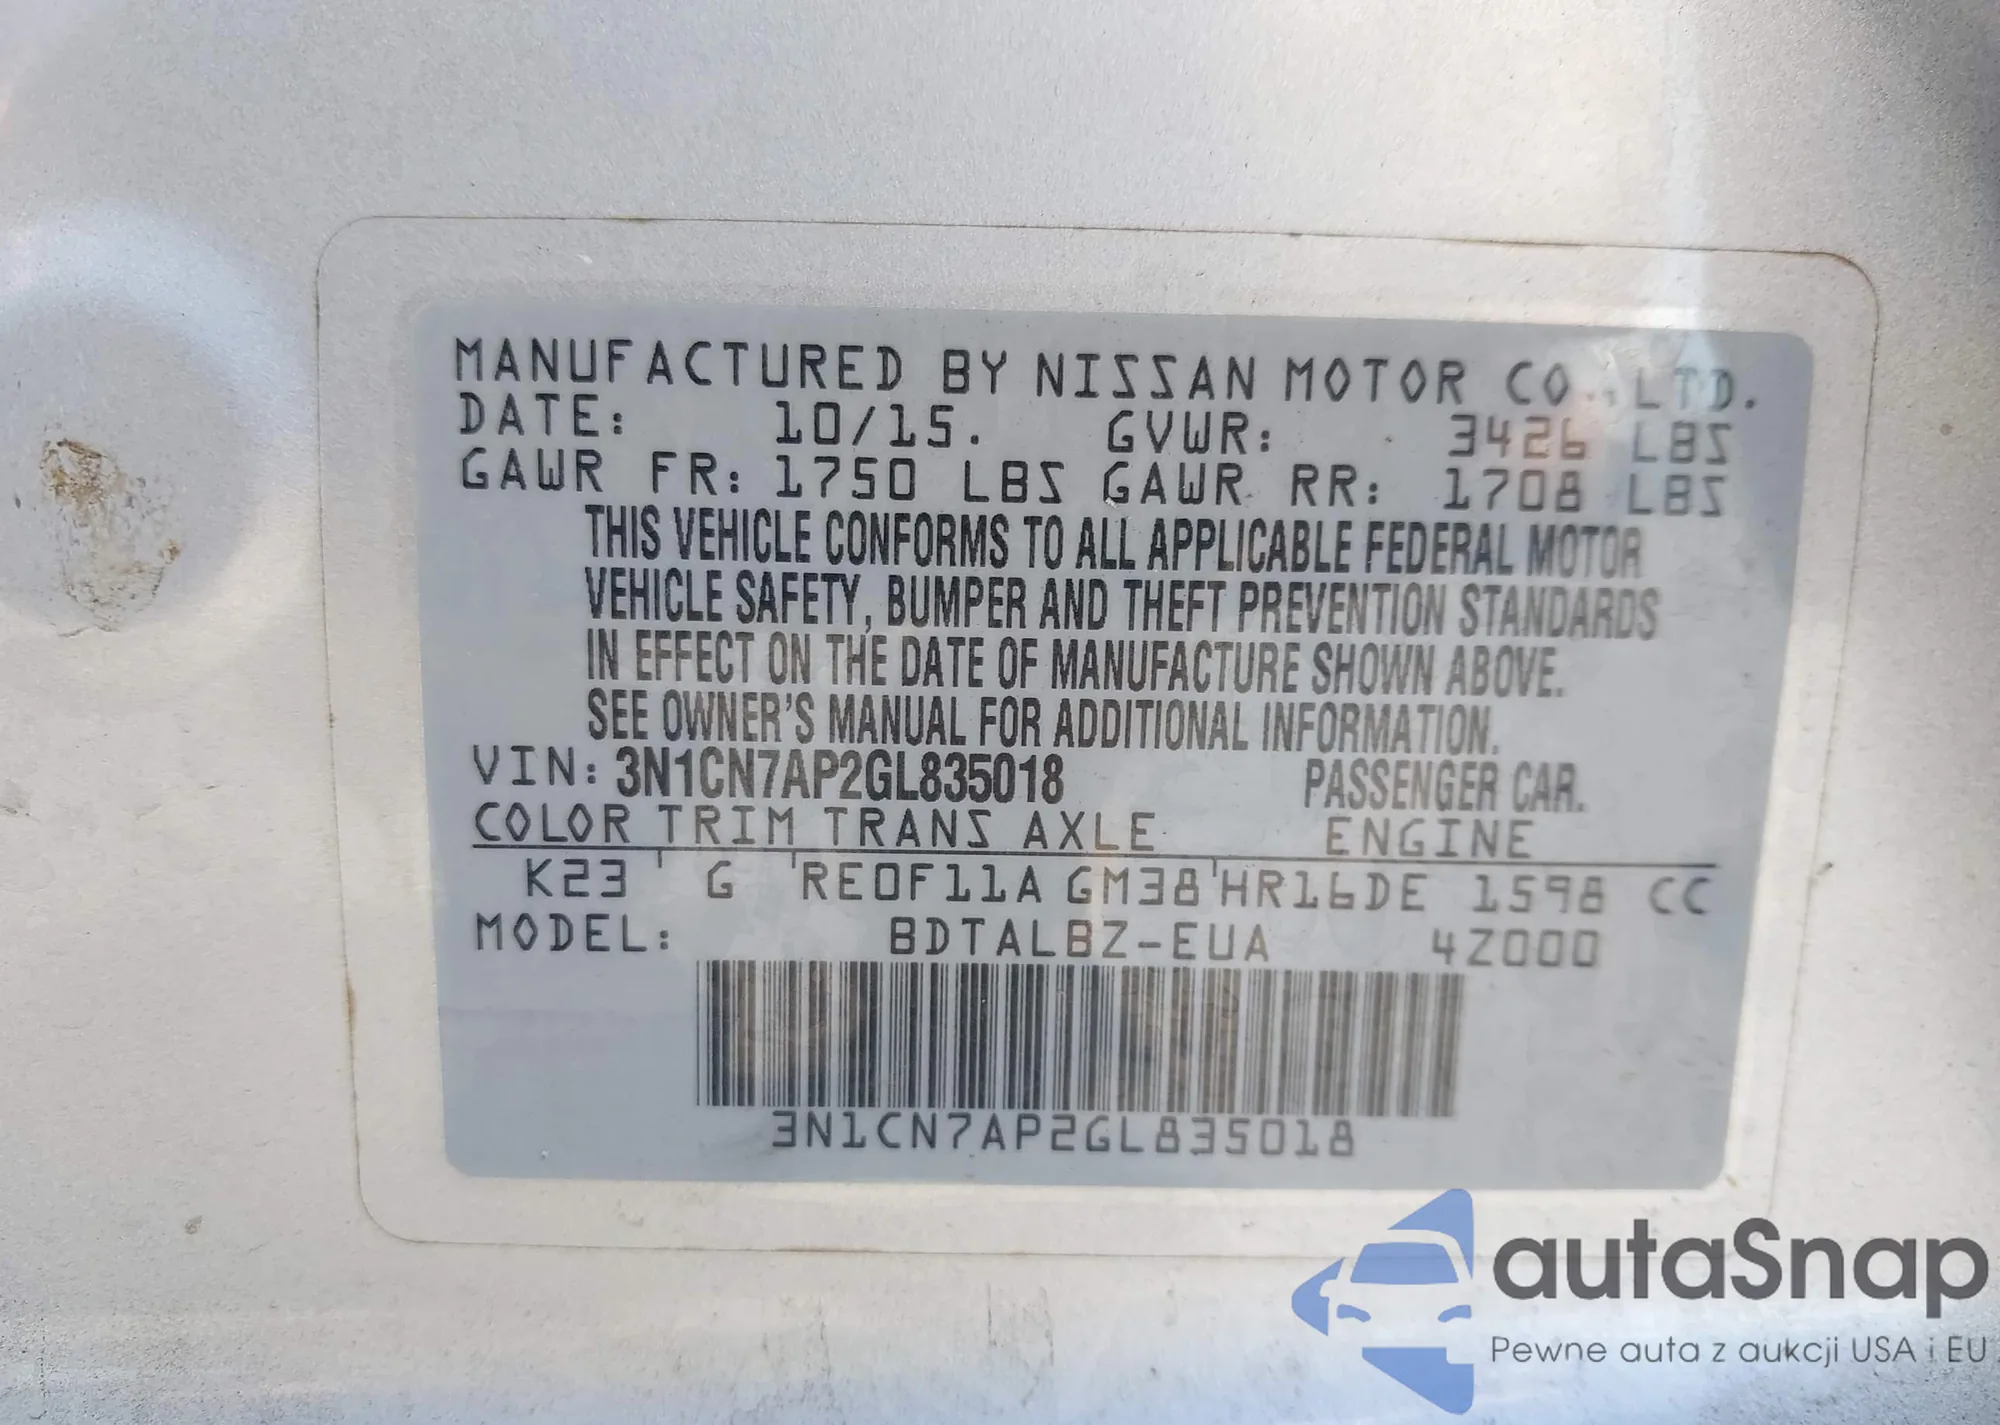 MANUFACTURED BY NISSAN MOTOR CO.,LTD.
DATE: 10/15. GVWR: 3426 LBS
GAWR FR: 1750 LBS GAWR RR: 1708 LBS
THIS VEHICLE CONFORMS TO ALL APPLICABLE FEDERAL MOTOR
VEHICLE SAFETY, BUMPER AND THEFT PREVENTION STANDARDS
IN EFFECT ON THE DATE OF MANUFACTURE SHOWN ABOVE.
SEE OWNER'S MANUAL FOR ADDITIONAL INFORMATION.
VIN: 3N1CN7AP2GL835018 PASSENGER CAR.
COLOR TRIM TRANS AXLE ENGINE
K23 G RE0F11A GM38 HR16DE 1598 CC
MODEL: BDTALBZ-EUA 4Z000
3N1CN7AP2GL835018
autaSnap
Pewne auta z aukcji USA i EU